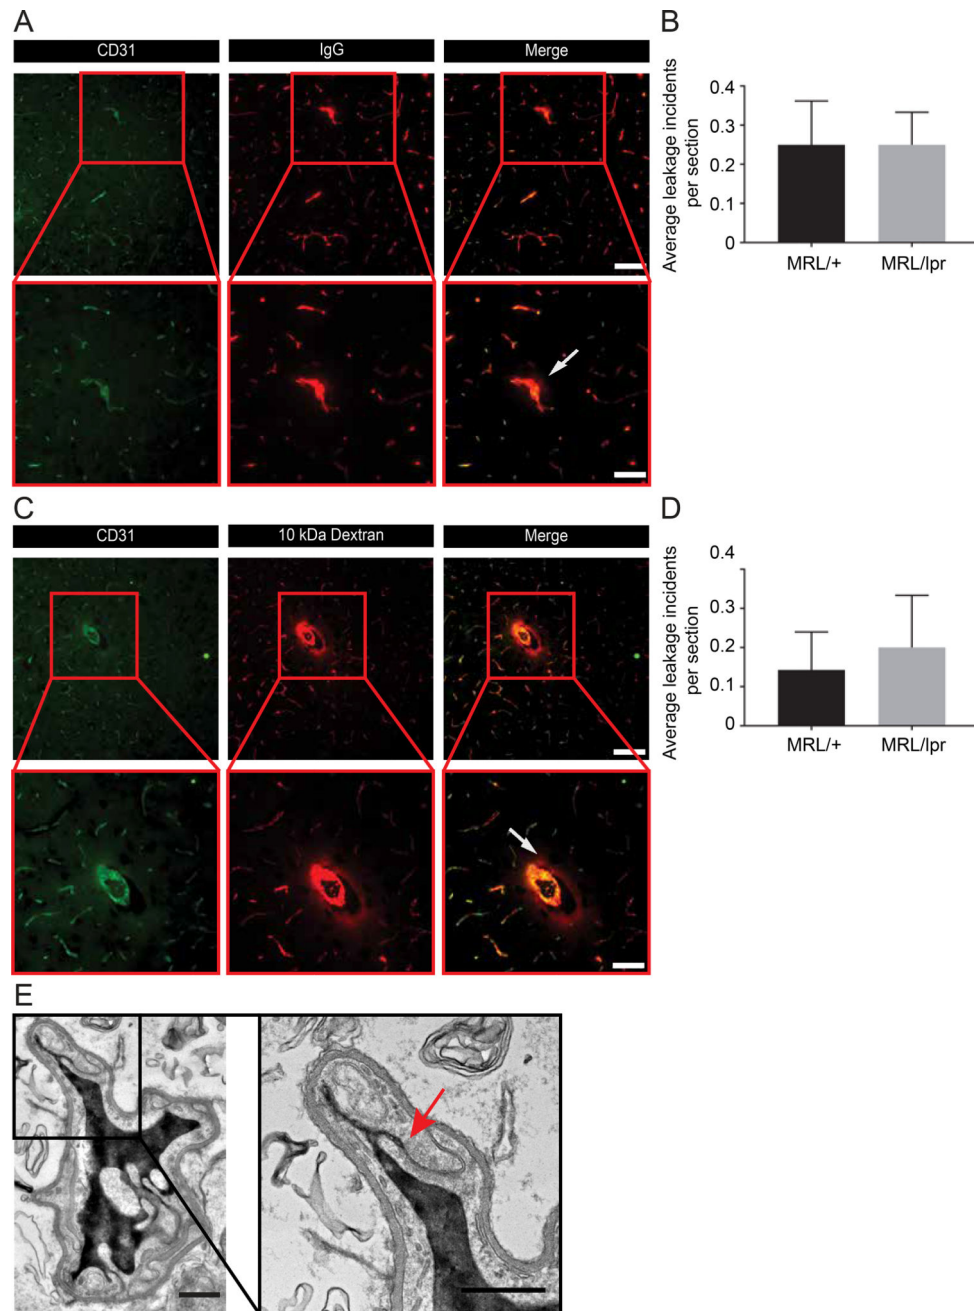 A
B
CD31
IgG
Merge
Average leakage incidents
per section
0.4
0.3
0.2
0.1
0
MRL/+
MRL/lpr
C
D
CD31
10 kDa Dextran
Merge
Average leakage incidents
per section
0.4
0.3
0.2
0.1
0
MRL/+
MRL/lpr
E